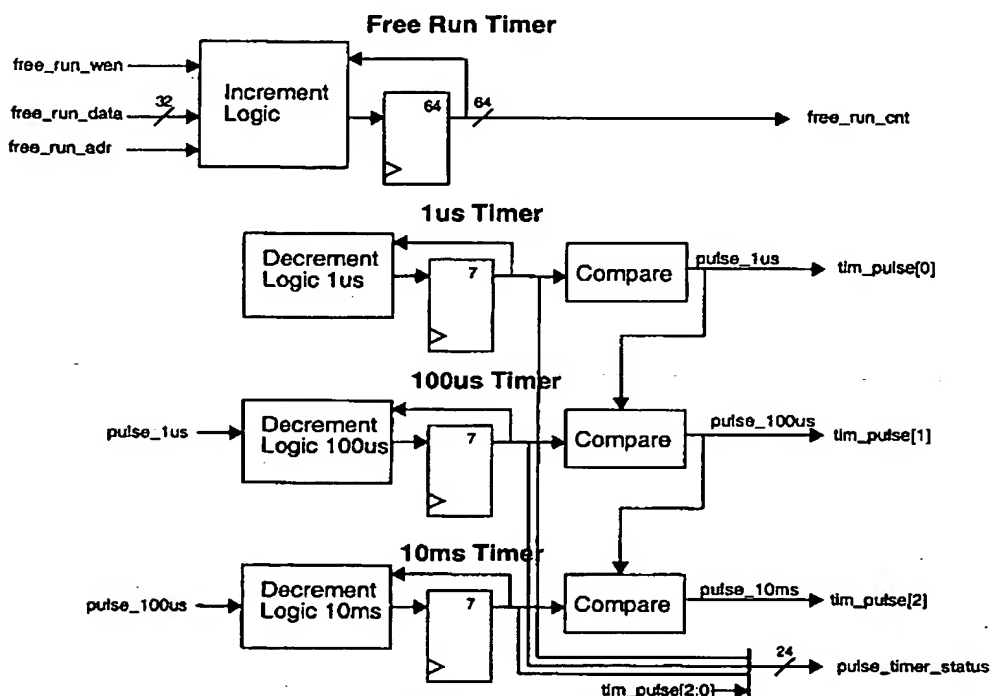 Free Run Timer
free_run_wen
free_run_data
32
free_run_adr
Increment
Logic
64
64
free_run_cnt
1us Timer
Decrement
Logic 1us
7
Compare
pulse_1us
tim_pulse[0]
100us Timer
pulse_1us
Decrement
Logic 100us
7
Compare
pulse_100us
tim_pulse[1]
10ms Timer
pulse_100us
Decrement
Logic 10ms
7
Compare
pulse_10ms
tim_pulse[2]
24
pulse_timer_status
tim_pulse[2:0]